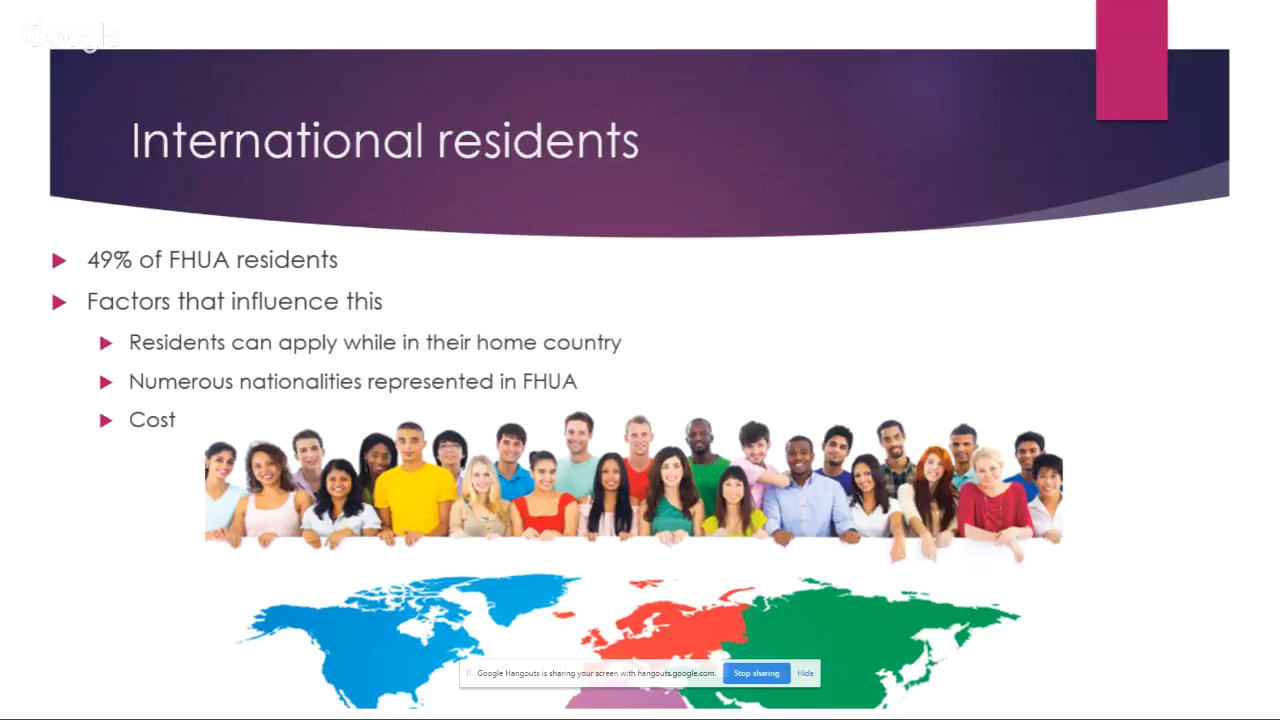 Google
International residents
49% of FHUA residents
Factors that influence this
Residents can apply while in their home country
Numerous nationalities represented in FHUA
Cost
Google Hangouts is sharing your screen with hangouts.google.com. Stop sharing Hide